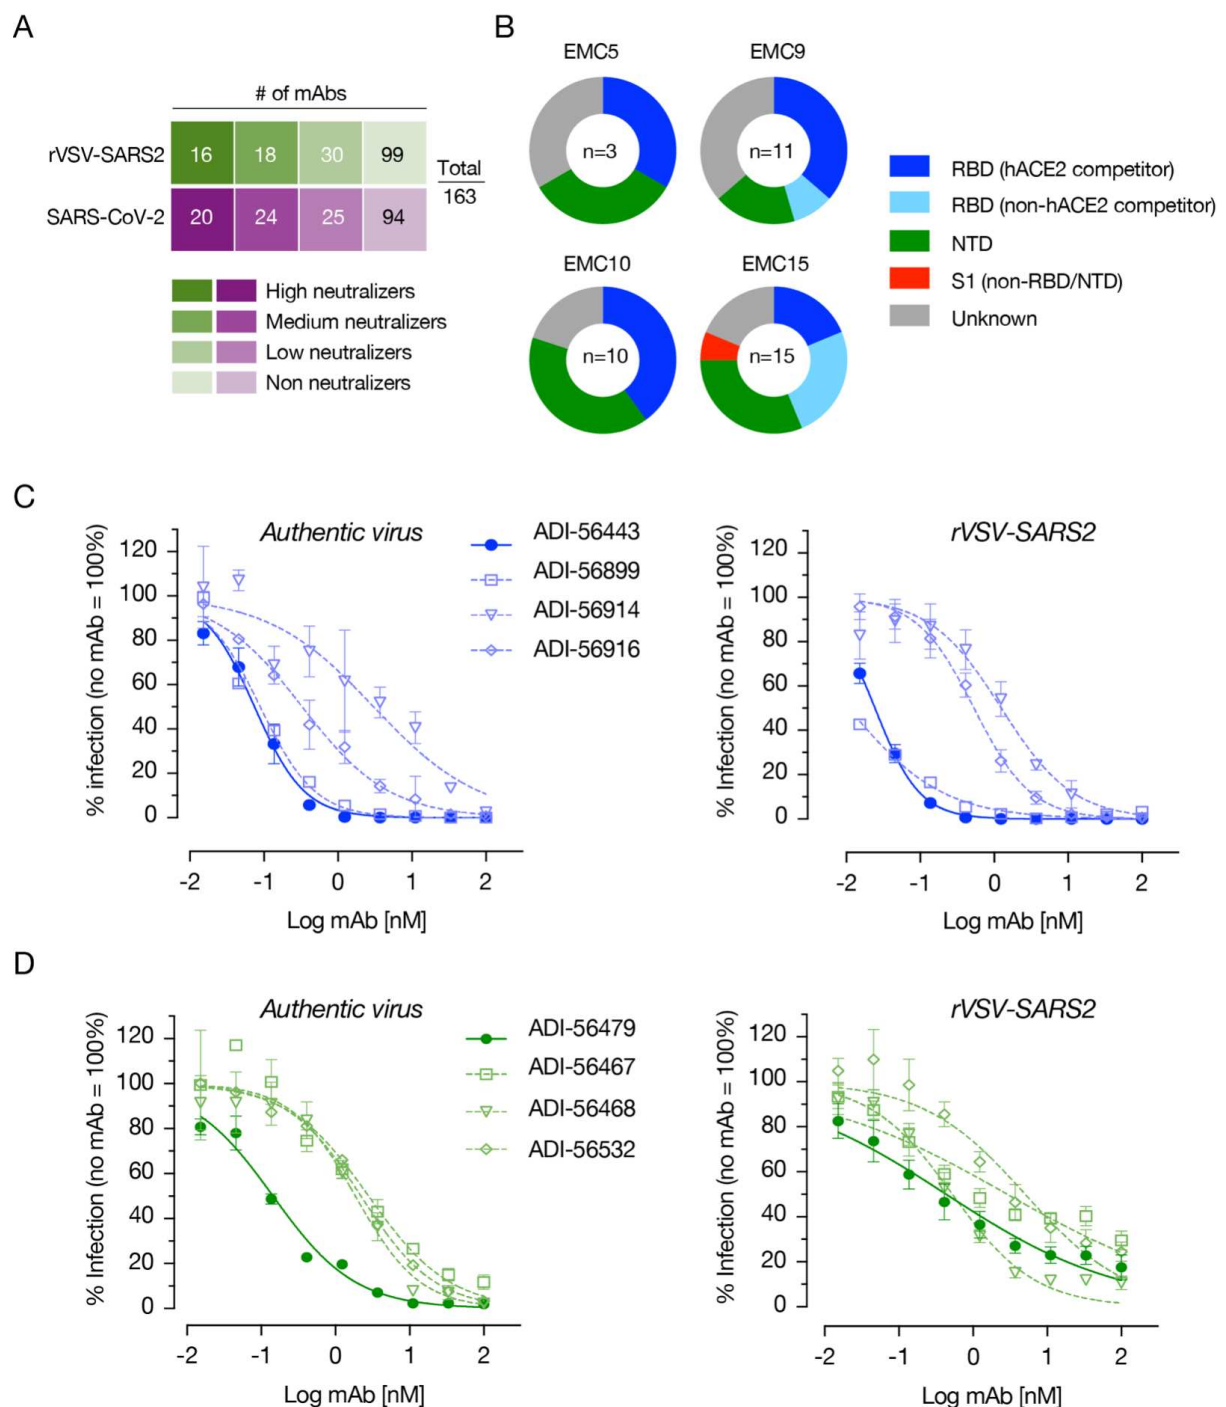 A
# of mAbs
rVSV-SARS2 16 18 30 99
SARS-CoV-2 20 24 25 94
Total
163
High neutralizers
Medium neutralizers
Low neutralizers
Non neutralizers
B
EMC5
n=3
EMC9
n=11
EMC10
n=10
EMC15
n=15
RBD (hACE2 competitor)
RBD (non-hACE2 competitor)
NTD
S1 (non-RBD/NTD)
Unknown
C
Authentic virus
% infection (no mAb = 100%)
120
100
80
60
40
20
0
-2 -1 0 1 2
Log mAb [nM]
ADI-56443
ADI-56899
ADI-56914
ADI-56916
rVSV-SARS2
% Infection (no mAb = 100%)
120
100
80
60
40
20
0
-2 -1 0 1 2
Log mAb [nM]
D
Authentic virus
% Infection (no mAb = 100%)
120
100
80
60
40
20
0
-2 -1 0 1 2
Log mAb [nM]
ADI-56479
ADI-56467
ADI-56468
ADI-56532
rVSV-SARS2
% Infection (no mAb = 100%)
120
100
80
60
40
20
0
-2 -1 0 1 2
Log mAb [nM]